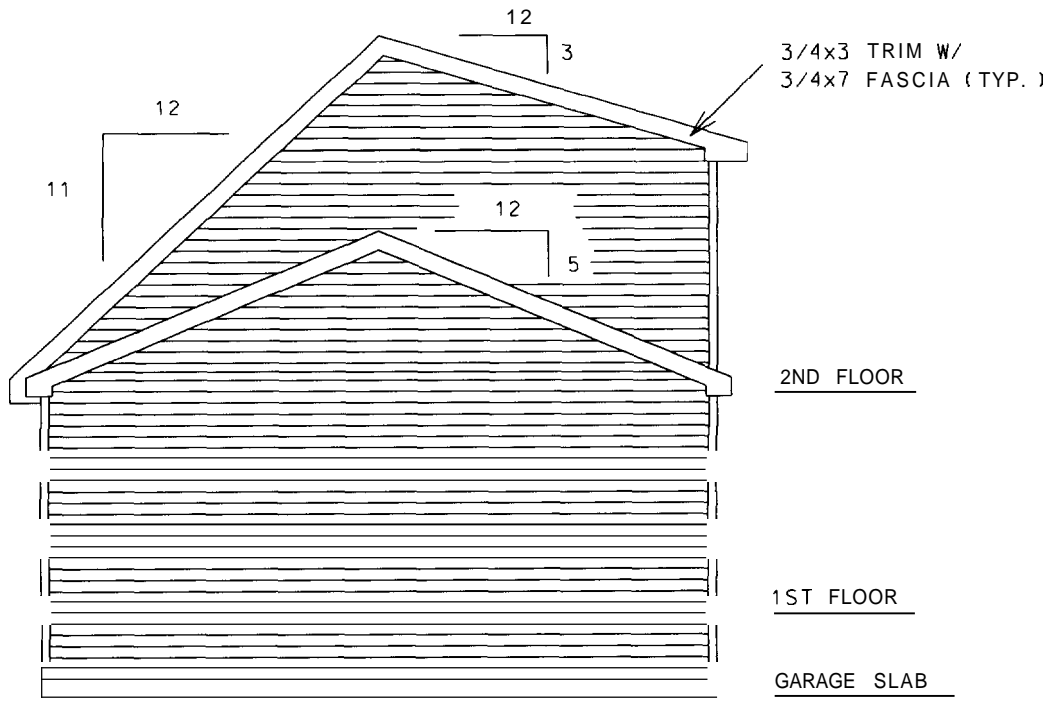 12
3
3/4x3 TRIM W/
3/4x7 FASCIA (TYP.)
12
11
12
5
2ND FLOOR
1ST FLOOR
GARAGE SLAB